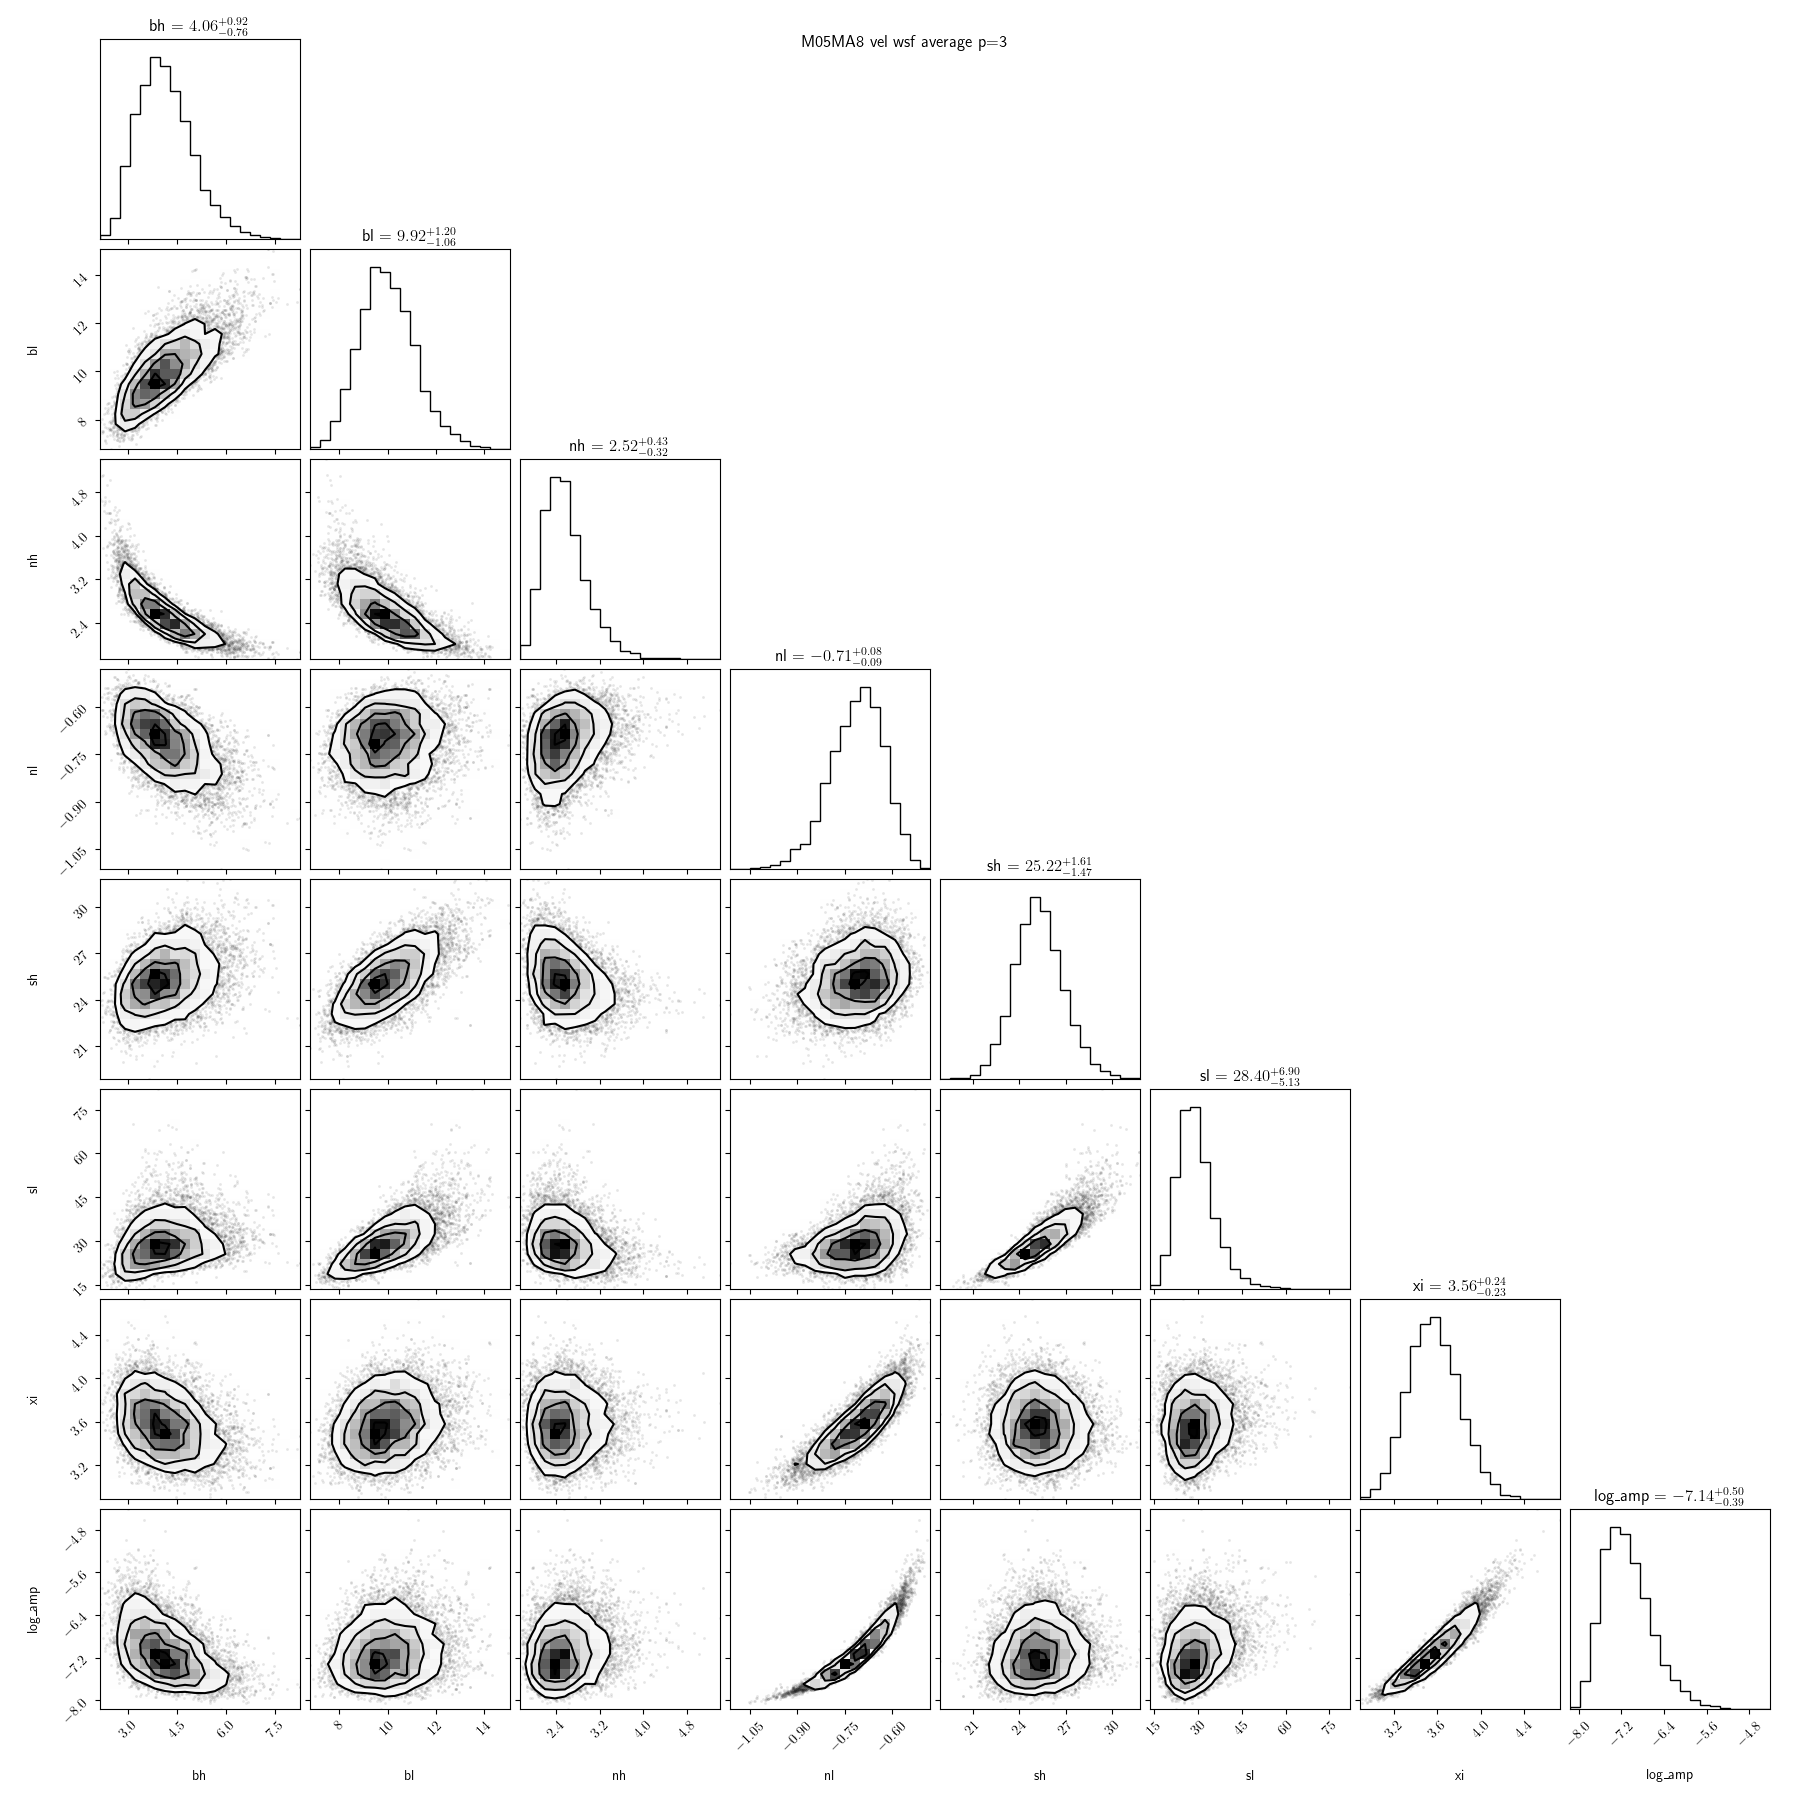 bh = 4.06+0.92 −0.76
M05MA8 vel wsf average p=3
bl = 9.92+1.20 −1.06
14
12
10
8
bl
nh = 2.52+0.43 −0.32
4.8
4.0
3.2
2.4
nh
nl = −0.71+0.08 −0.09
−0.60
−0.75
−0.90
−1.05
nl
sh = 25.22+1.61 −1.47
30
27
24
21
sh
sl = 28.40+6.90 −5.13
75
60
45
30
15
sl
xi = 3.56+0.24 −0.23
4.4
4.0
3.6
3.2
xi
log_amp = −7.14+0.50 −0.39
−4.8
−5.6
−6.4
−7.2
−8.0
log_amp
3.0 4.5 6.0 7.5 8 10 12 14 2.4 3.2 4.0 4.8 −1.05 −0.90 −0.75 −0.60 21 24 27 30 15 30 45 60 75 3.2 3.6 4.0 4.4 −8.0 −7.2 −6.4 −5.6 −4.8
bh bl nh nl sh sl xi log_amp